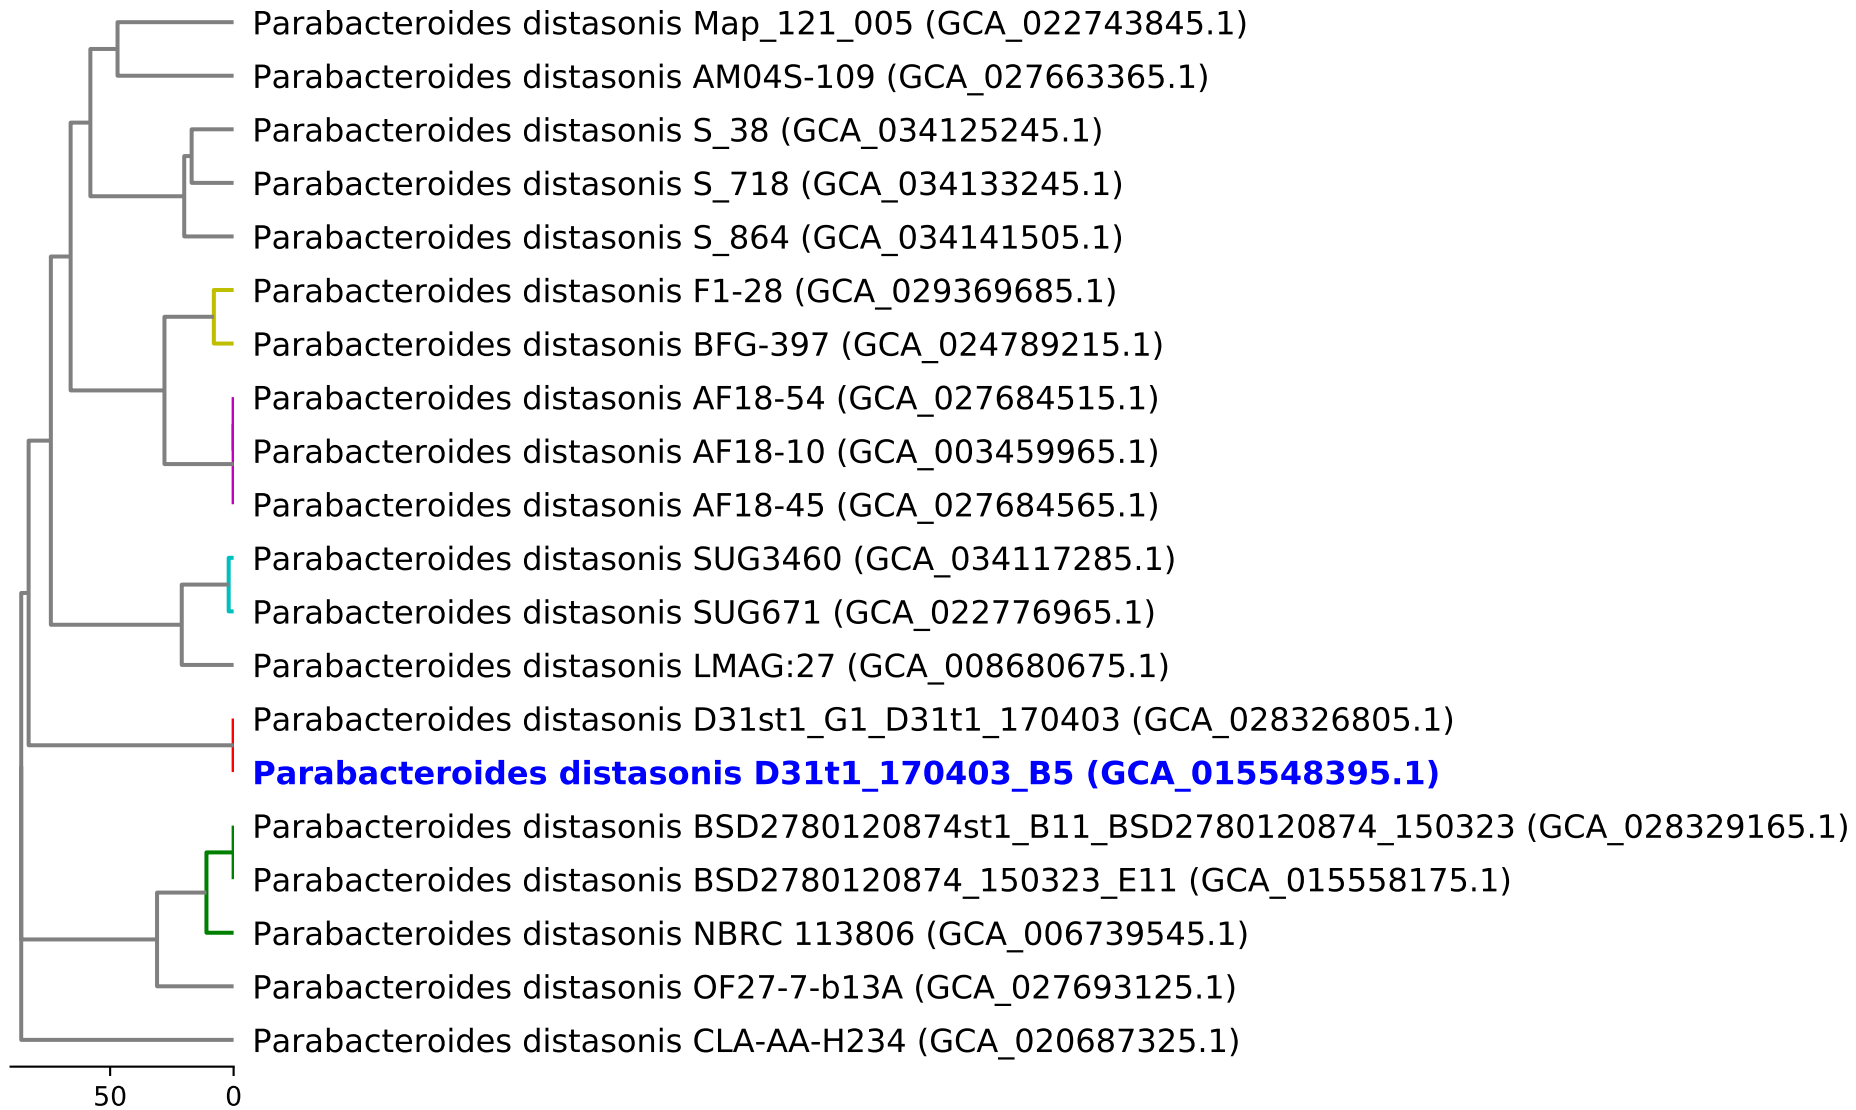 Parabacteroides distasonis Map_121_005 (GCA_022743845.1)
Parabacteroides distasonis AM04S-109 (GCA_027663365.1)
Parabacteroides distasonis S_38 (GCA_034125245.1)
Parabacteroides distasonis S_718 (GCA_034133245.1)
Parabacteroides distasonis S_864 (GCA_034141505.1)
Parabacteroides distasonis F1-28 (GCA_029369685.1)
Parabacteroides distasonis BFG-397 (GCA_024789215.1)
Parabacteroides distasonis AF18-54 (GCA_027684515.1)
Parabacteroides distasonis AF18-10 (GCA_003459965.1)
Parabacteroides distasonis AF18-45 (GCA_027684565.1)
Parabacteroides distasonis SUG3460 (GCA_034117285.1)
Parabacteroides distasonis SUG671 (GCA_022776965.1)
Parabacteroides distasonis LMAG:27 (GCA_008680675.1)
Parabacteroides distasonis D31st1_G1_D31t1_170403 (GCA_028326805.1)
Parabacteroides distasonis D31t1_170403_B5 (GCA_015548395.1)
Parabacteroides distasonis BSD2780120874st1_B11_BSD2780120874_150323 (GCA_028329165.1)
Parabacteroides distasonis BSD2780120874_150323_E11 (GCA_015558175.1)
Parabacteroides distasonis NBRC 113806 (GCA_006739545.1)
Parabacteroides distasonis OF27-7-b13A (GCA_027693125.1)
Parabacteroides distasonis CLA-AA-H234 (GCA_020687325.1)
50 0